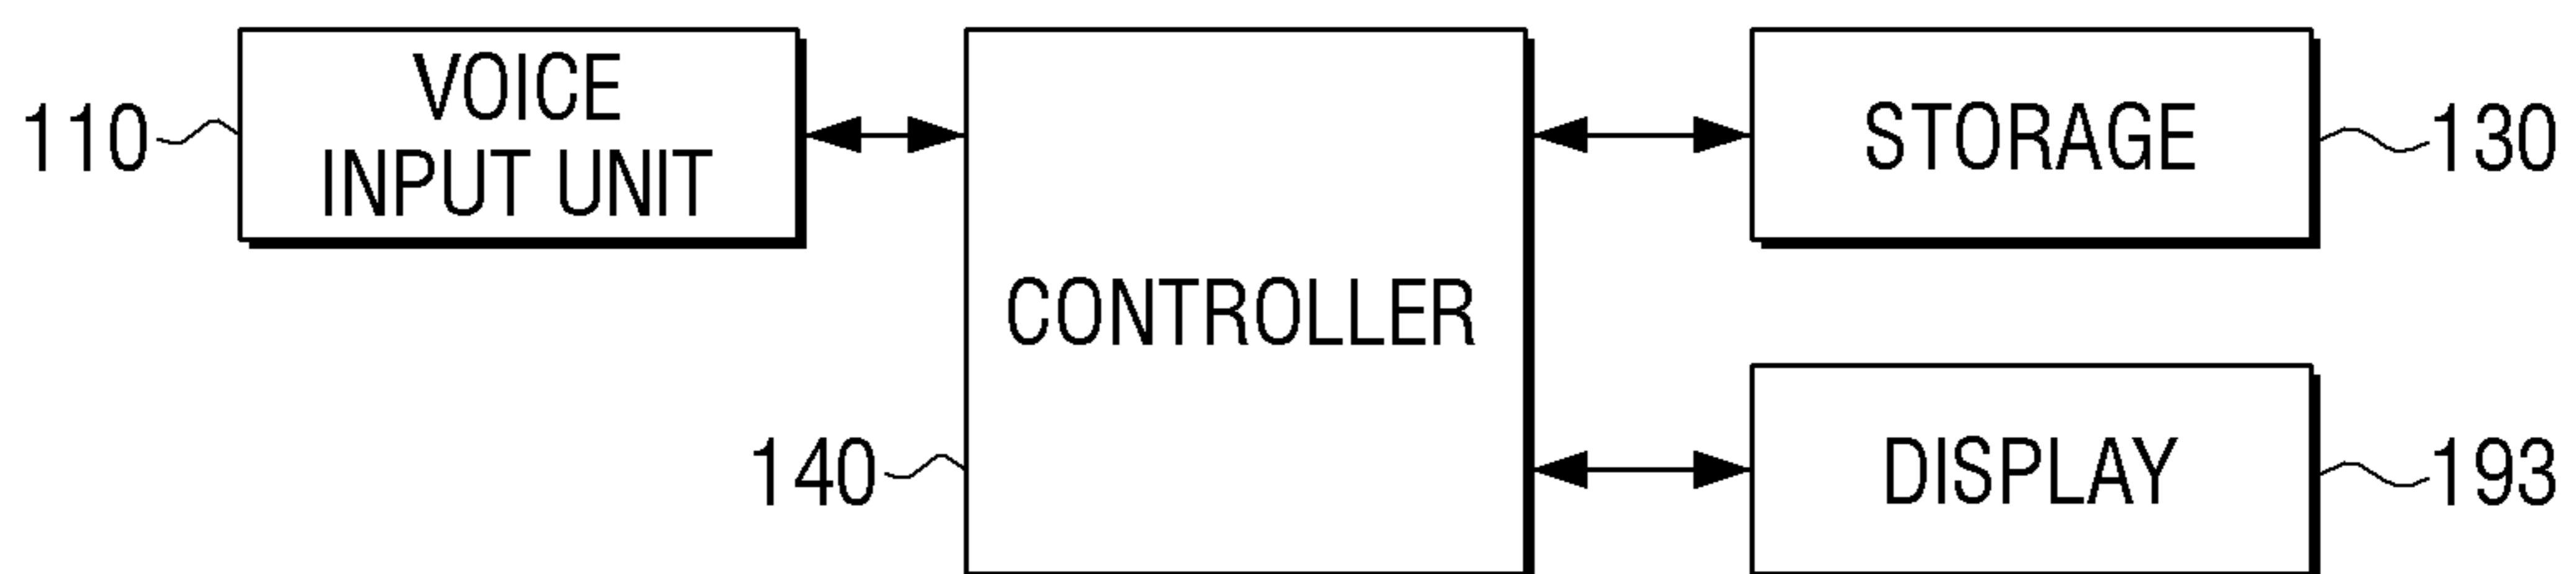 110
VOICE
INPUT UNIT
STORAGE
130
CONTROLLER
140
DISPLAY
193